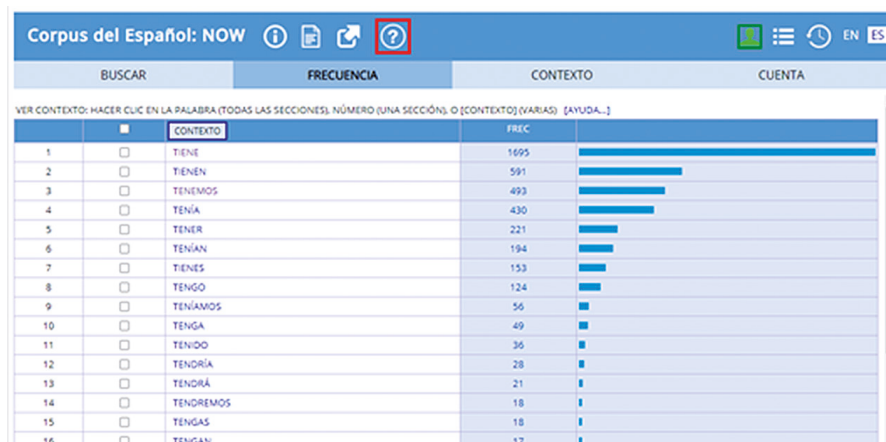 Corpus del Español: NOW EN ES
BUSCAR FRECUENCIA CONTEXTO CUENTA
VER CONTEXTO: HACER CLIC EN LA PALABRA (TODAS LAS SECCIONES), NÚMERO (UNA SECCIÓN), O [CONTEXTO] (VARIAS) [AYUDA...]
CONTEXTO FREC
1 TIENE 1695
2 TIENEN 591
3 TENEMOS 493
4 TENÍA 430
5 TENER 221
6 TENÍAN 194
7 TIENES 153
8 TENGO 124
9 TENÍAMOS 56
10 TENGA 49
11 TENIDO 36
12 TENDRÍA 28
13 TENDRÁ 21
14 TENDREMOS 18
15 TENGAS 18
16 TENGAN 17